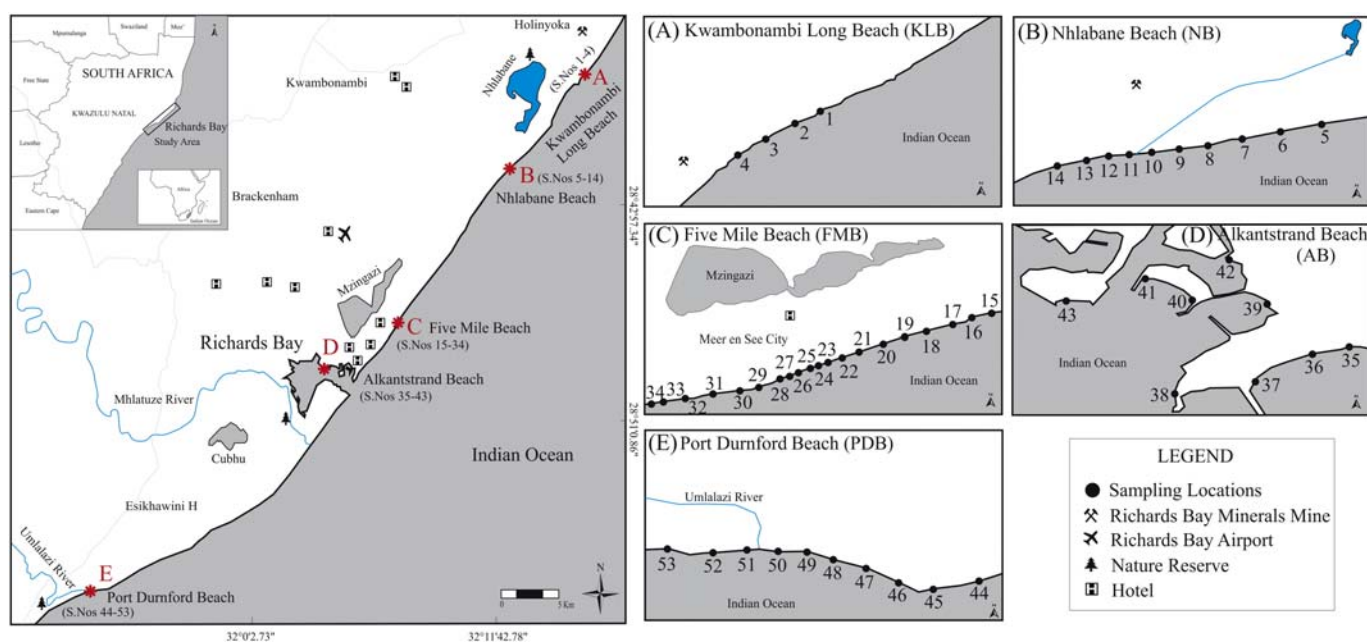 Mpumulanga
Swaziland
Moz'
SOUTH AFRICA
Free State
KWAZULU NATAL
Lesotho
Richards Bay
Study Area
Eastern Cape
Africa
Indian Ocean
Holinyoka
Kwambonambi
Nhlabane
(S.Nos 1-4)
A
Kwambonambi
Long Beach
B (S.Nos 5-14)
Nhlabane Beach
Brackenham
28°42'57.34"
Mzingazi
C Five Mile Beach
(S.Nos 15-34)
Richards Bay
D
Alkantstrand Beach
(S.Nos 35-43)
Mhlatuze River
28°51'0.86"
Cubhu
Indian Ocean
Esikhawini H
Umlalazi River
E
Port Durnford Beach
(S.Nos 44-53)
N
0 5 Km
32°0'2.73"
32°11'42.78"
(A) Kwambonambi Long Beach (KLB)
1
2
3
4
Indian Ocean
(B) Nhlabane Beach (NB)
14 13 12 11 10 9 8 7 6 5
Indian Ocean
(C) Five Mile Beach (FMB)
Mzingazi
Meer en See City
34 33 32 31 30 29 28 27 26 25 24 23 22 21 20 19 18 17 16 15
Indian Ocean
(D) Alkantstrand Beach
(AB)
42
41
40
39
43
Indian Ocean
38
37
36
35
(E) Port Durnford Beach (PDB)
Umlalazi River
53 52 51 50 49 48 47 46 45 44
Indian Ocean
LEGEND
Sampling Locations
Richards Bay Minerals Mine
Richards Bay Airport
Nature Reserve
H Hotel